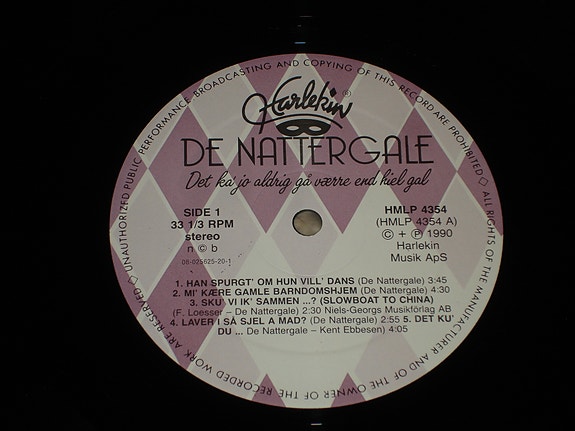 UNAUTHORIZED PUBLIC PERFORMANCE, BROADCASTING AND COPYING OF THIS RECORD ARE PROHIBITED ◇ ALL RIGHTS OF THE MANUFACTURER AND OF THE OWNER OF THE RECORDED WORK ARE RESERVED ◇
Harlekin ®
DE NATTERGALE
Det ka' jo aldrig gå værre end hiel gal
SIDE 1
33 1/3 RPM
stereo
n © b
08-025625-20-1
HMLP 4354
(HMLP 4354 A)
© + ℗ 1990
Harlekin
Musik ApS
1. HAN SPURGT' OM HUN VILL' DANS (De Nattergale) 3:45
2. MI' KÆRE GAMLE BARNDOMSHJEM (De Nattergale) 4:30
3. SKU' VI IK' SAMMEN ...? (SLOWBOAT TO CHINA)
(F. Loesser – De Nattergale) 2:30 Niels-Georgs Musikförlag AB
4. LAVER I SÅ SJEL A MAD? (De Nattergale) 2:55 5. DET KU'
DU ... De Nattergale – Kent Ebbesen) 4:05